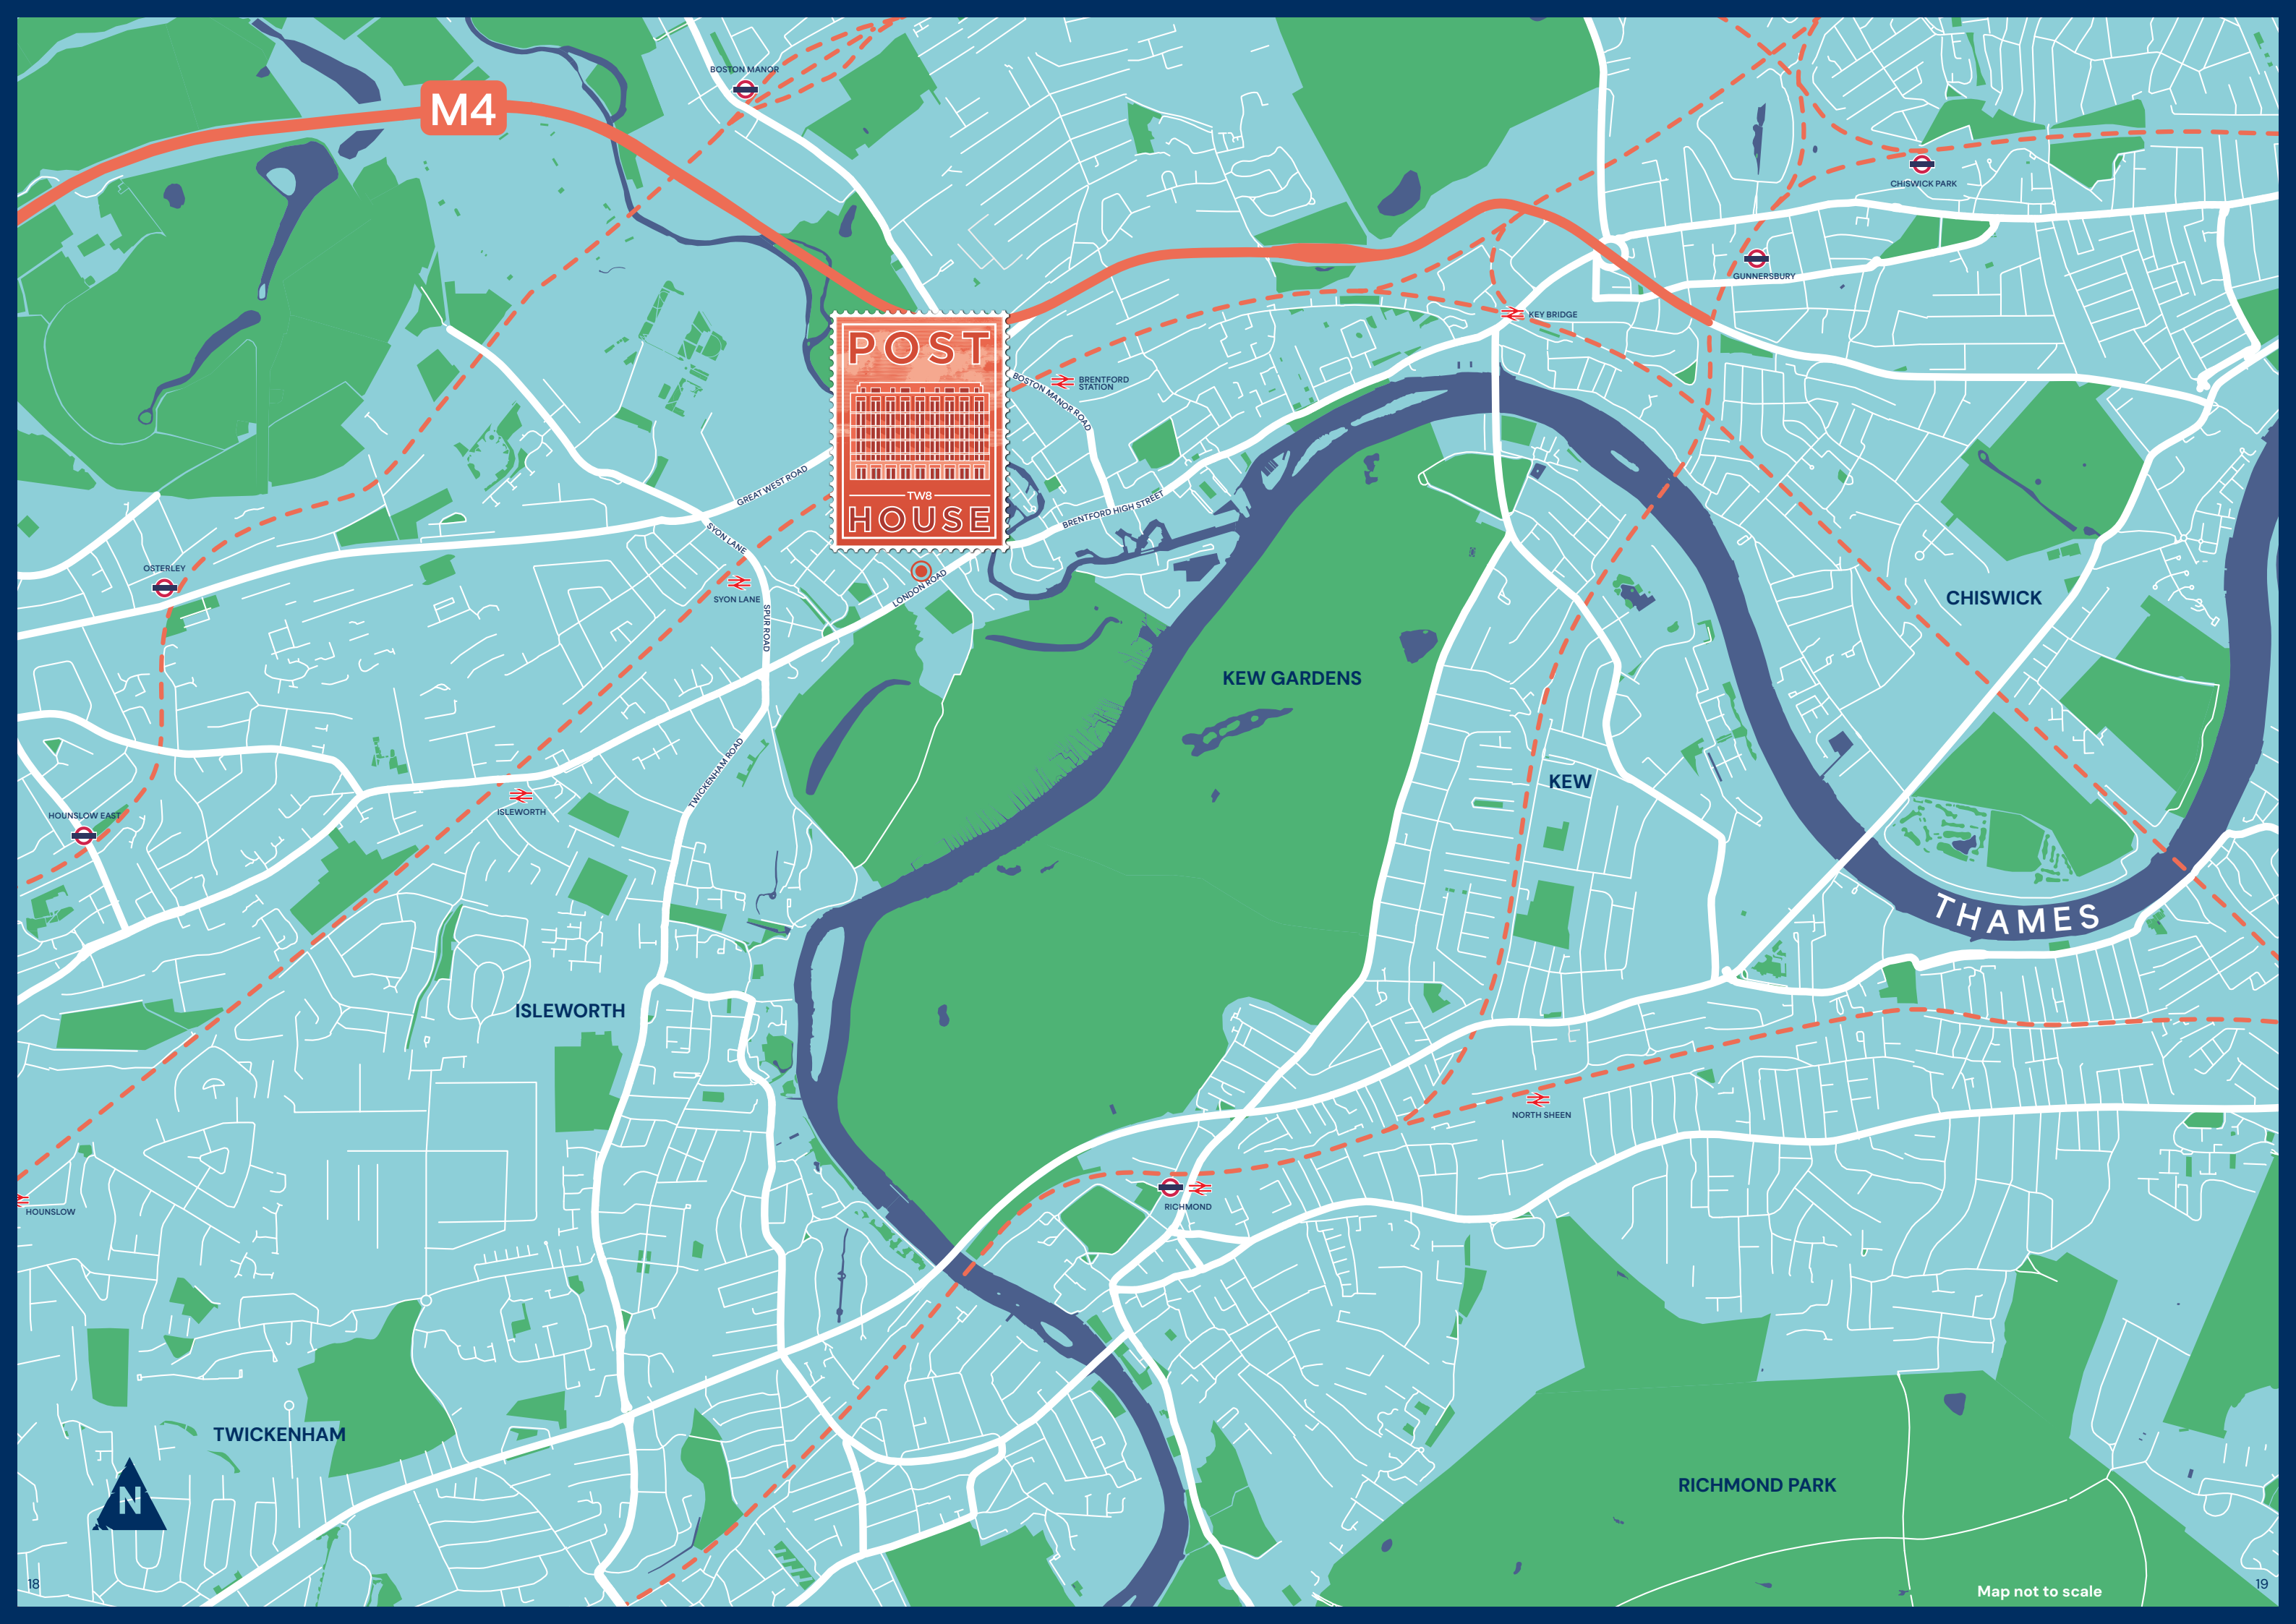 BOSTON MANOR
M4
CHISWICK PARK
GUNNERSBURY
KEY BRIDGE
POST
TW8
HOUSE
BOSTON MANOR ROAD
BRENTFORD
STATION
GREAT WEST ROAD
BRENTFORD HIGH STREET
SYON LANE
OSTERLEY
SYON LANE
LONDON ROAD
SPUR ROAD
CHISWICK
KEW GARDENS
TWICKENHAM ROAD
KEW
ISLEWORTH
HOUNSLOW EAST
THAMES
ISLEWORTH
NORTH SHEEN
RICHMOND
HOUNSLOW
TWICKENHAM
RICHMOND PARK
N
18
19
Map not to scale